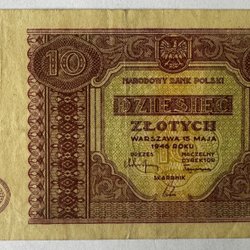 10
NARODOWY BANK POLSKI
DZIESIĘĆ
ZŁOTYCH
WARSZAWA 15 MAJA
1946 ROKU
PREZES NACZELNY
DYREKTOR
SKARBNIK